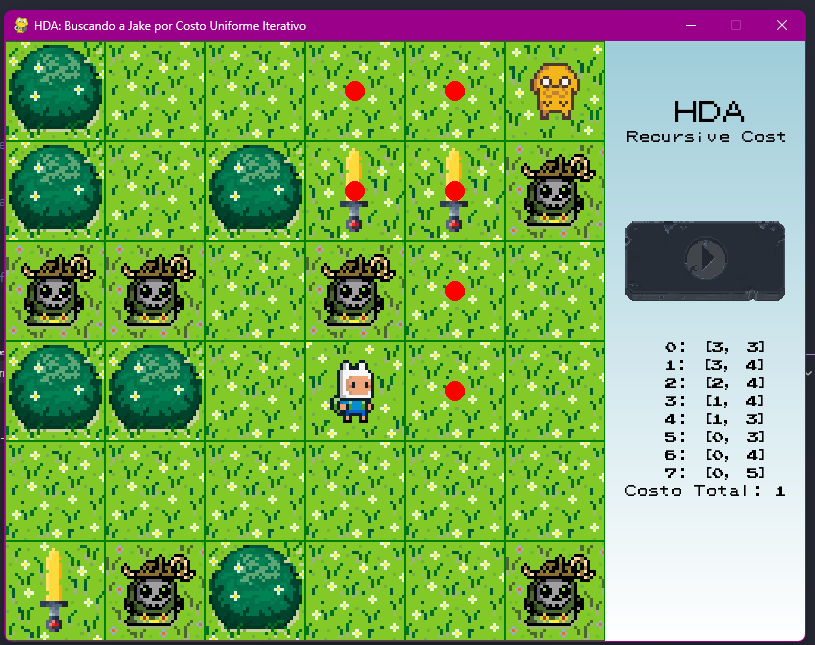 HDA: Buscando a Jake por Costo Uniforme Iterativo
HDA
Recursive Cost
0: [3, 3]
1: [3, 4]
2: [2, 4]
3: [1, 4]
4: [1, 3]
5: [0, 3]
6: [0, 4]
7: [0, 5]
Costo Total: 1